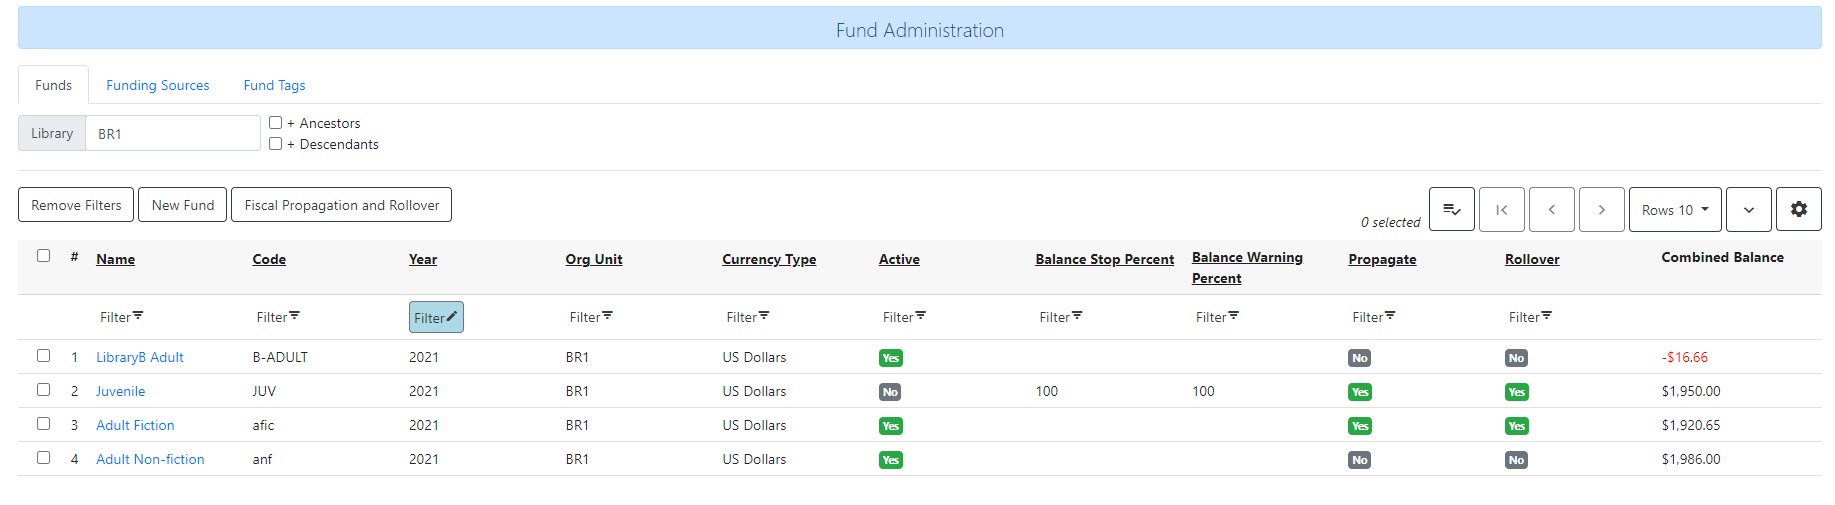 Fund Administration
Funds Funding Sources Fund Tags
Library BR1
+ Ancestors
+ Descendants
Remove Filters New Fund Fiscal Propagation and Rollover 0 selected Rows 10
# Name Code Year Org Unit Currency Type Active Balance Stop Percent Balance Warning Percent Propagate Rollover Combined Balance
Filter Filter Filter Filter Filter Filter Filter Filter Filter Filter
1 LibraryB Adult B-ADULT 2021 BR1 US Dollars Yes No No -$16.66
2 Juvenile JUV 2021 BR1 US Dollars No 100 100 Yes Yes $1,950.00
3 Adult Fiction afic 2021 BR1 US Dollars Yes Yes Yes $1,920.65
4 Adult Non-fiction anf 2021 BR1 US Dollars Yes No No $1,986.00